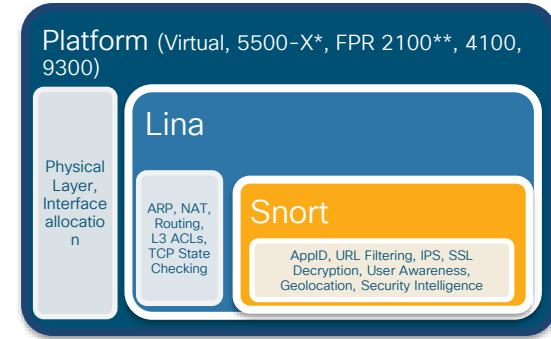 Platform (Virtual, 5500-X*, FPR 2100**, 4100,
9300)
Physical
Layer,
Interface
allocatio
n
Lina
ARP, NAT,
Routing,
L3 ACLs,
TCP State
Checking
Snort
AppID, URL Filtering, IPS, SSL
Decryption, User Awareness,
Geolocation, Security Intelligence